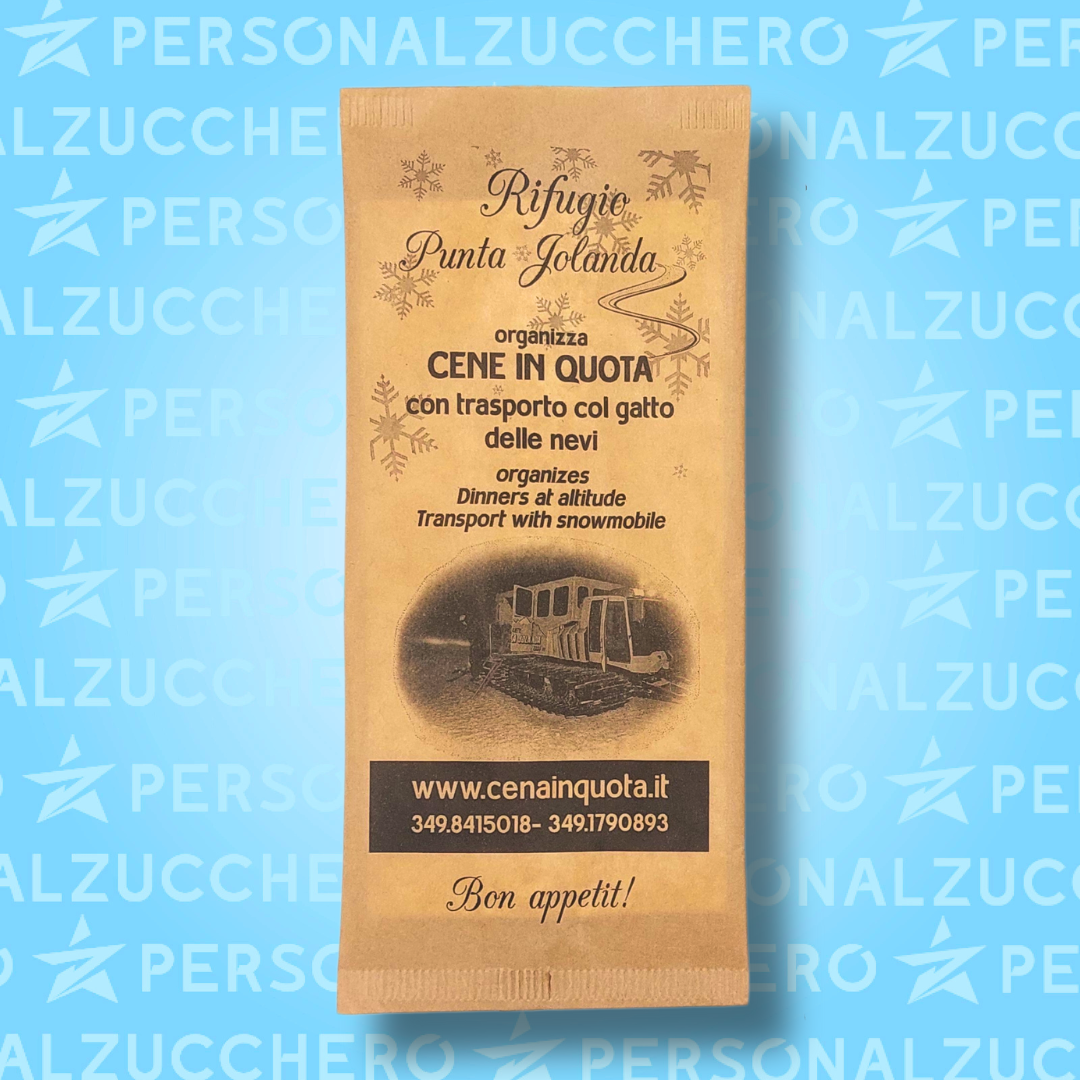 PERSONALZUCCHERO
Rifugio
Punta Jolanda
organizza
CENE IN QUOTA
con trasporto col gatto
delle nevi
organizes
Dinners at altitude
Transport with snowmobile
www.cenainquota.it
349.8415018- 349.1790893
Bon appetit!